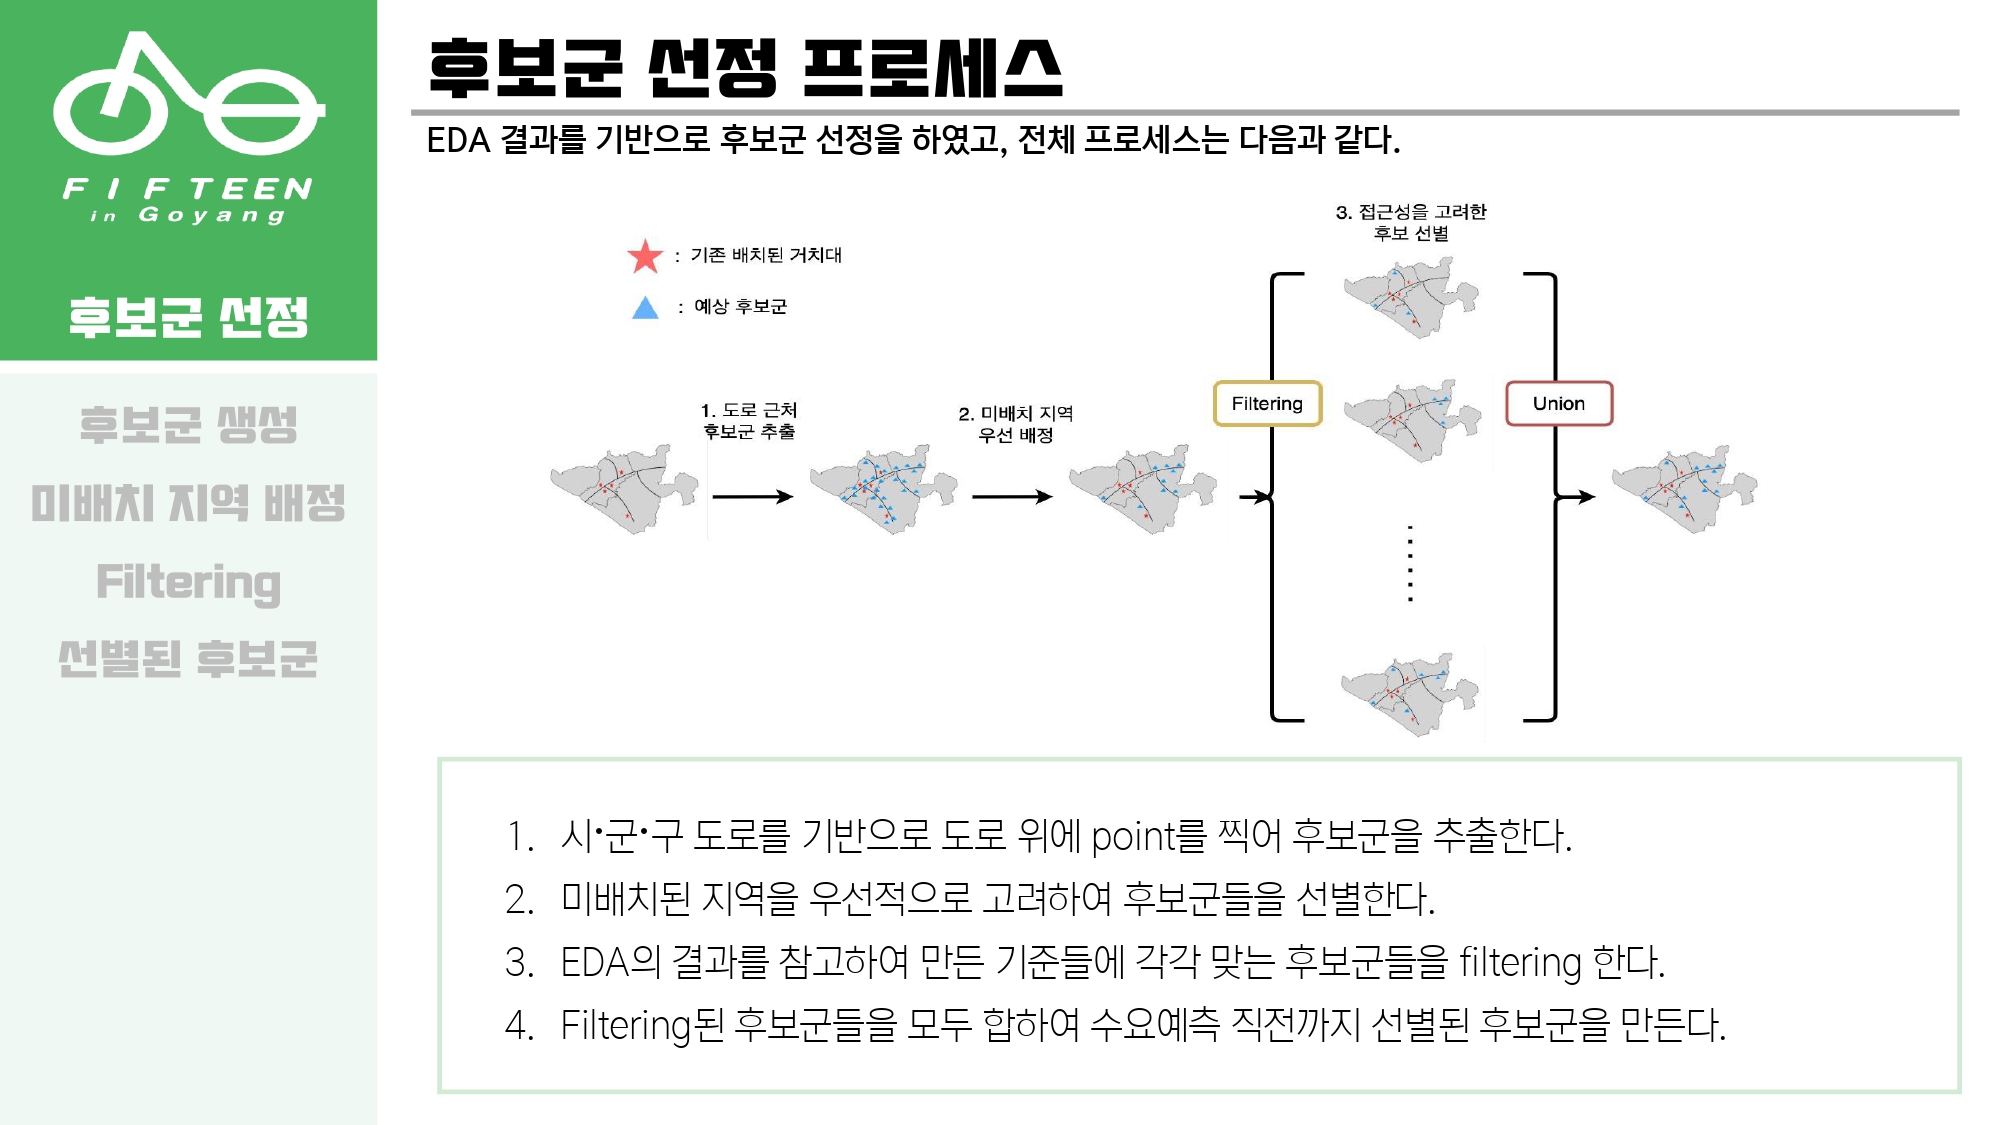 FIFTEEN
in Goyang
후보군 선정
후보군 생성
미배치 지역 배정
Filtering
선별된 후보군
후보군 선정 프로세스
EDA 결과를 기반으로 후보군 선정을 하였고, 전체 프로세스는 다음과 같다.
: 기존 배치된 거치대
: 예상 후보군
1. 도로 근처
후보군 추출
2. 미배치 지역
우선 배정
Filtering
3. 접근성을 고려한
후보 선별
Union
1. 시·군·구 도로를 기반으로 도로 위에 point를 찍어 후보군을 추출한다.
2. 미배치된 지역을 우선적으로 고려하여 후보군들을 선별한다.
3. EDA의 결과를 참고하여 만든 기준들에 각각 맞는 후보군들을 filtering 한다.
4. Filtering된 후보군들을 모두 합하여 수요예측 직전까지 선별된 후보군을 만든다.